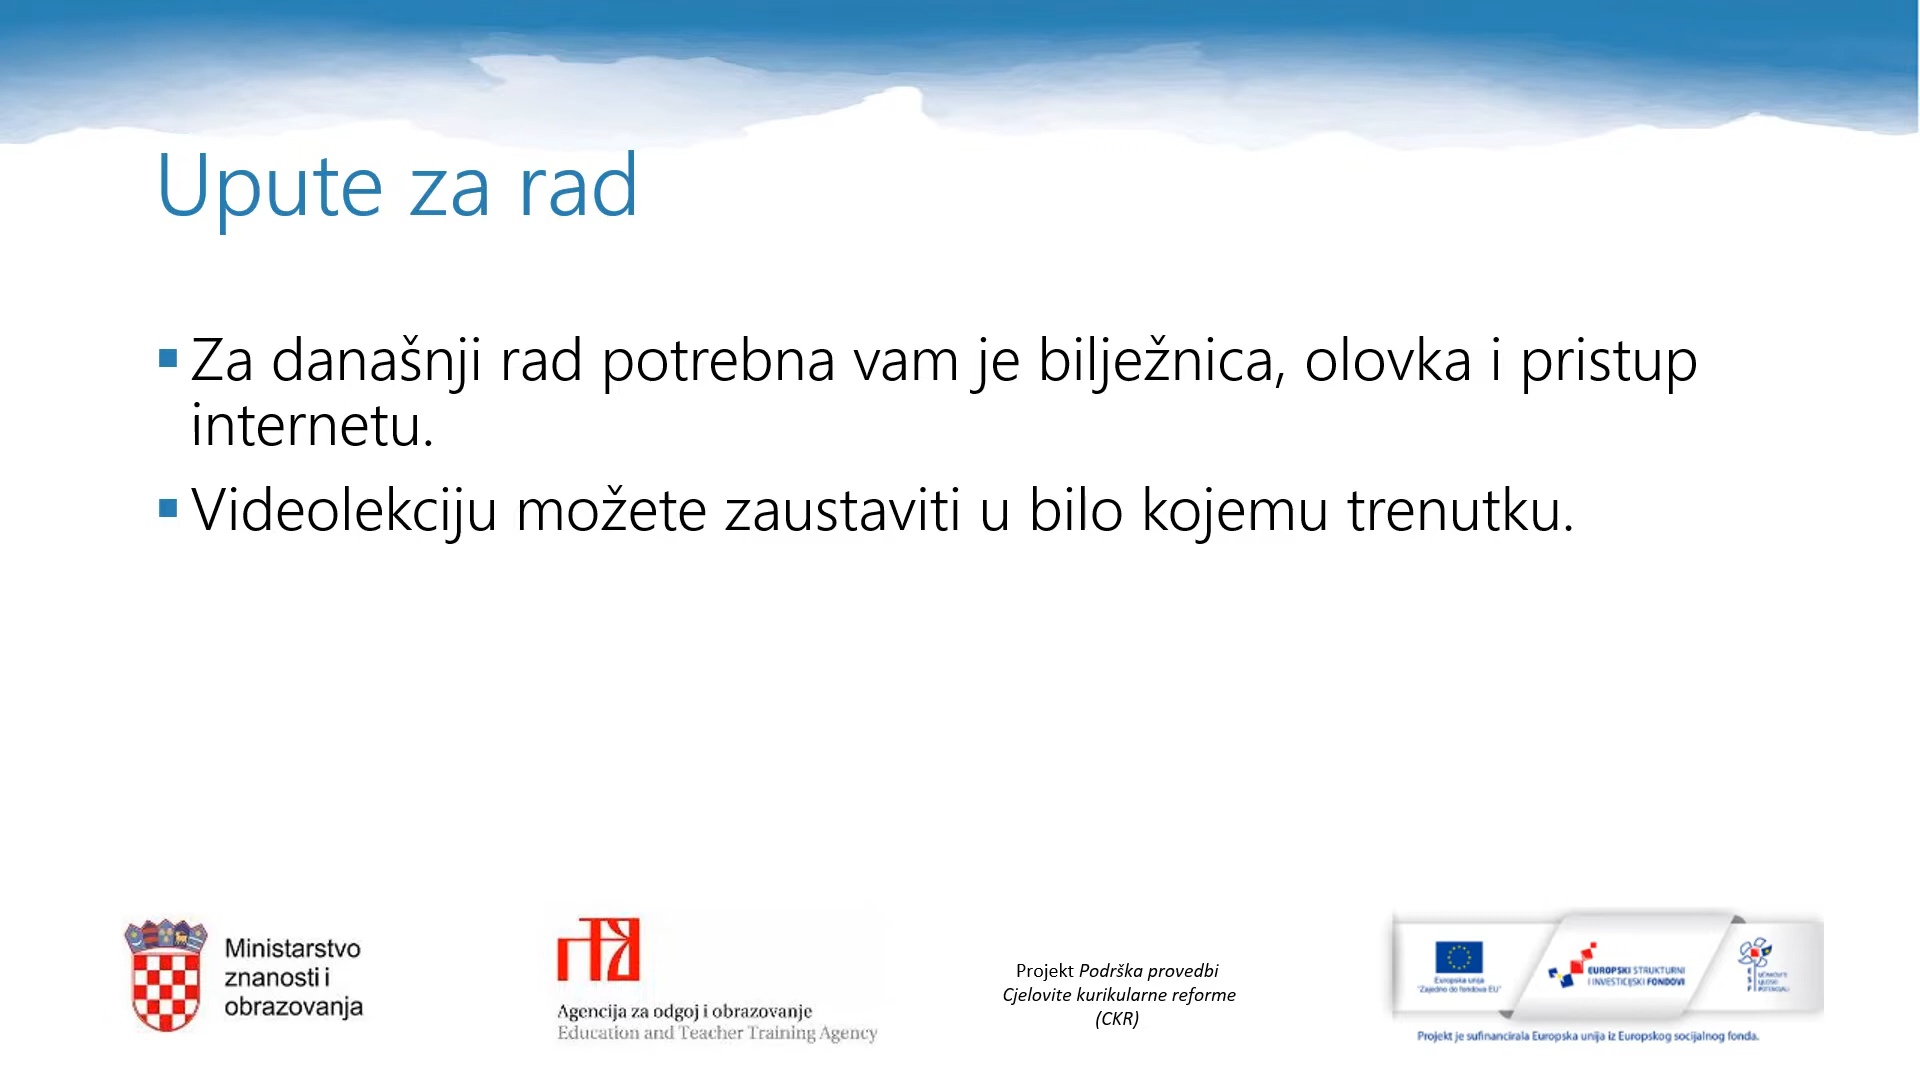 Upute za rad
Za današnji rad potrebna vam je bilježnica, olovka i pristup
internetu.
Videolekciju možete zaustaviti u bilo kojemu trenutku.
Ministarstvo
znanosti i
obrazovanja
Agencija za odgoj i obrazovanje
Education and Teacher Training Agency
Projekt Podrška provedbi
Cjelovite kurikularne reforme
(CKR)
Europska unija
"Zajedno do fondova EU"
EUROPSKI STRUKTURNI
I INVESTICIJSKI FONDOVI
Projekt je sufinancirala Europska unija iz Europskog socijalnog fonda.